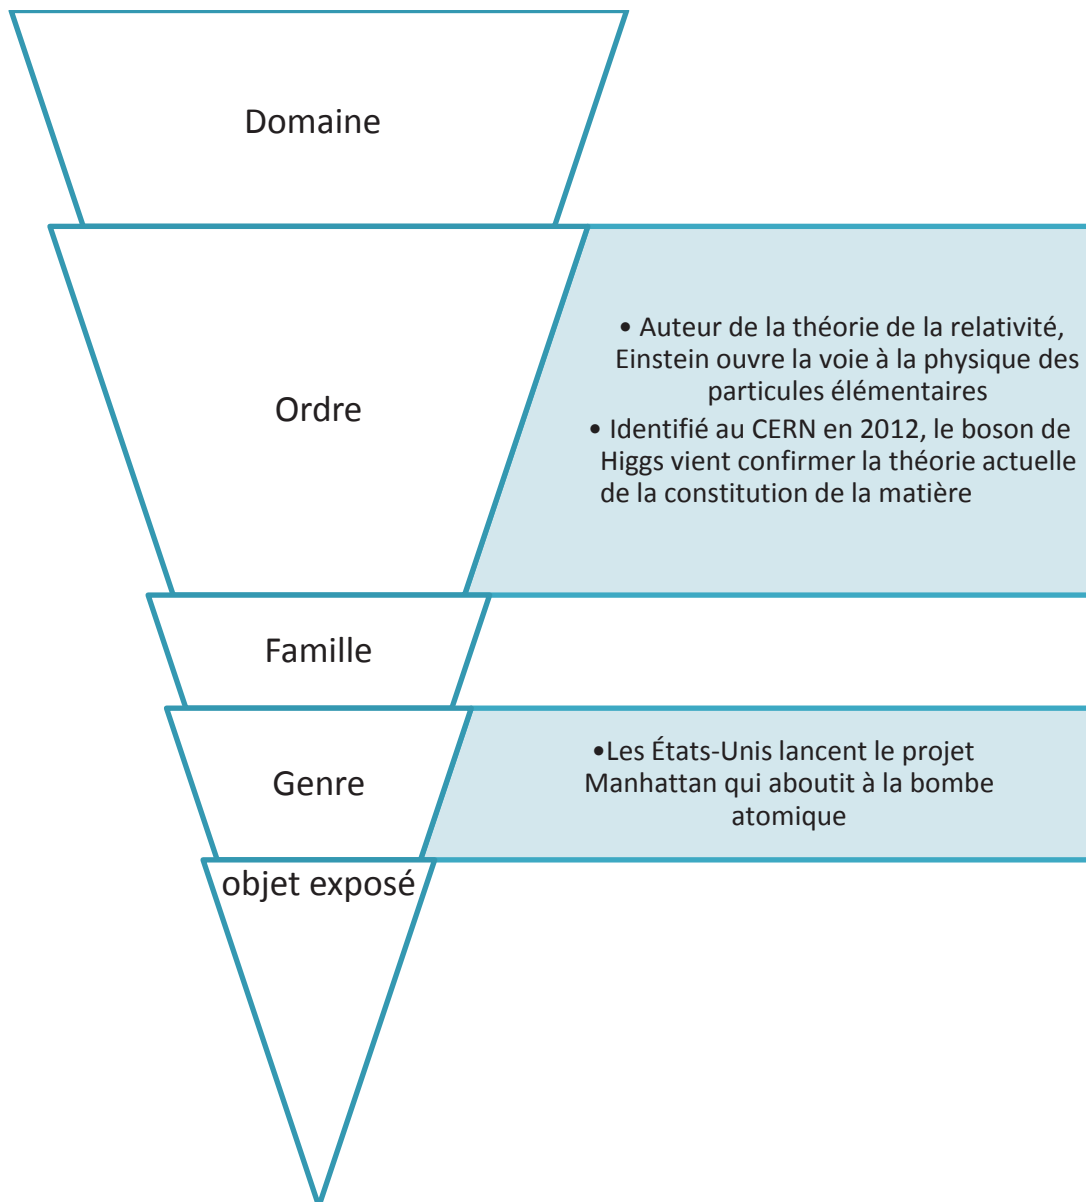 Domaine
Ordre
• Auteur de la théorie de la relativité,
Einstein ouvre la voie à la physique des
particules élémentaires
• Identifié au CERN en 2012, le boson de
Higgs vient confirmer la théorie actuelle
de la constitution de la matière
Famille
Genre
•Les États-Unis lancent le projet
Manhattan qui aboutit à la bombe
atomique
objet exposé